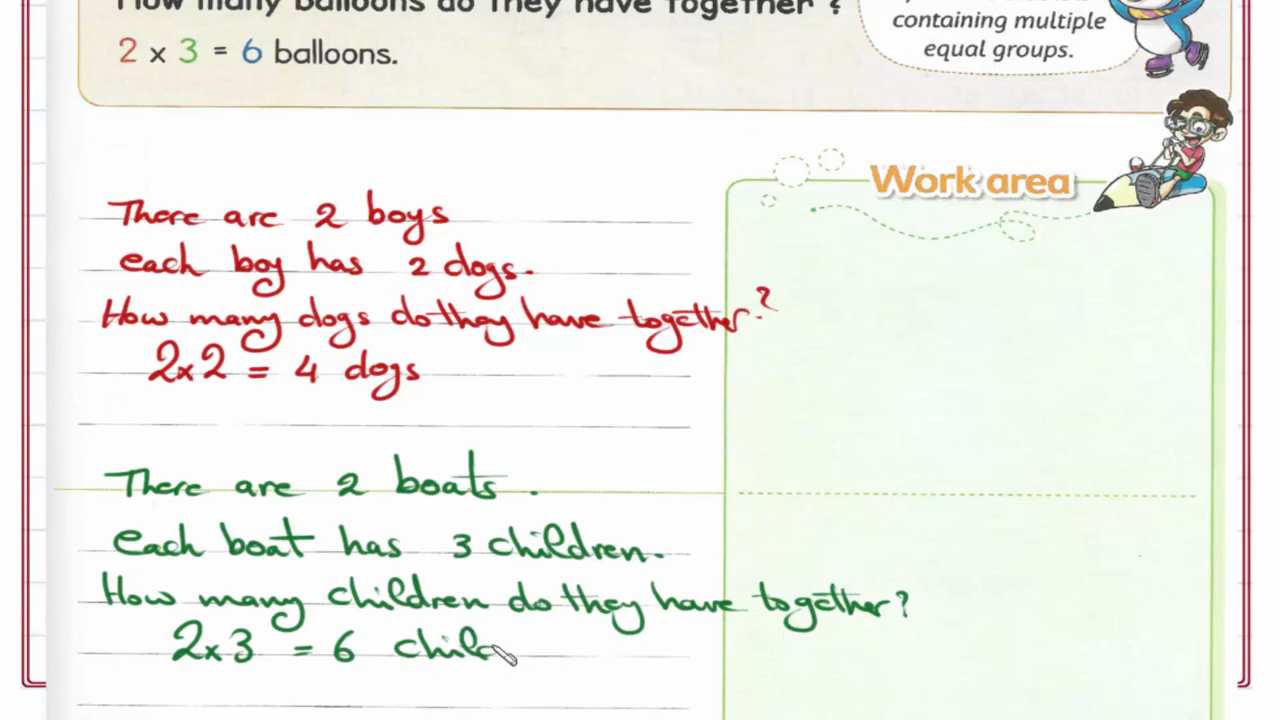 How many balloons do they have together ?
2 x 3 = 6 balloons.
containing multiple
equal groups.
Work area
There are 2 boys
each boy has 2 dogs.
How many dogs do they have together?
2x2 = 4 dogs
There are 2 boats.
Each boat has 3 children.
How many children do they have together?
2x3 = 6 chil